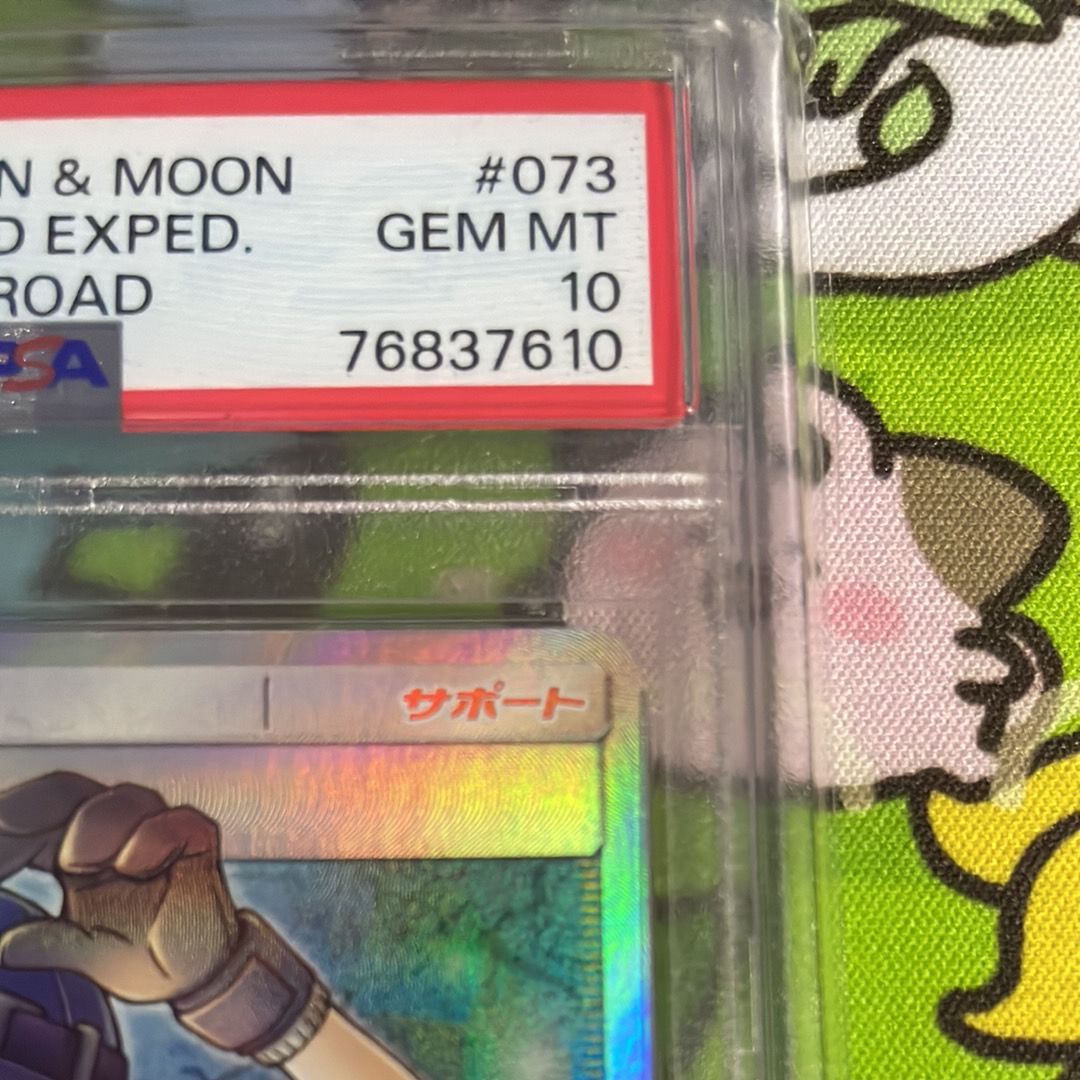 N & MOON #073
D EXPED. GEM MT
ROAD 10
PSA 76837610
サポート